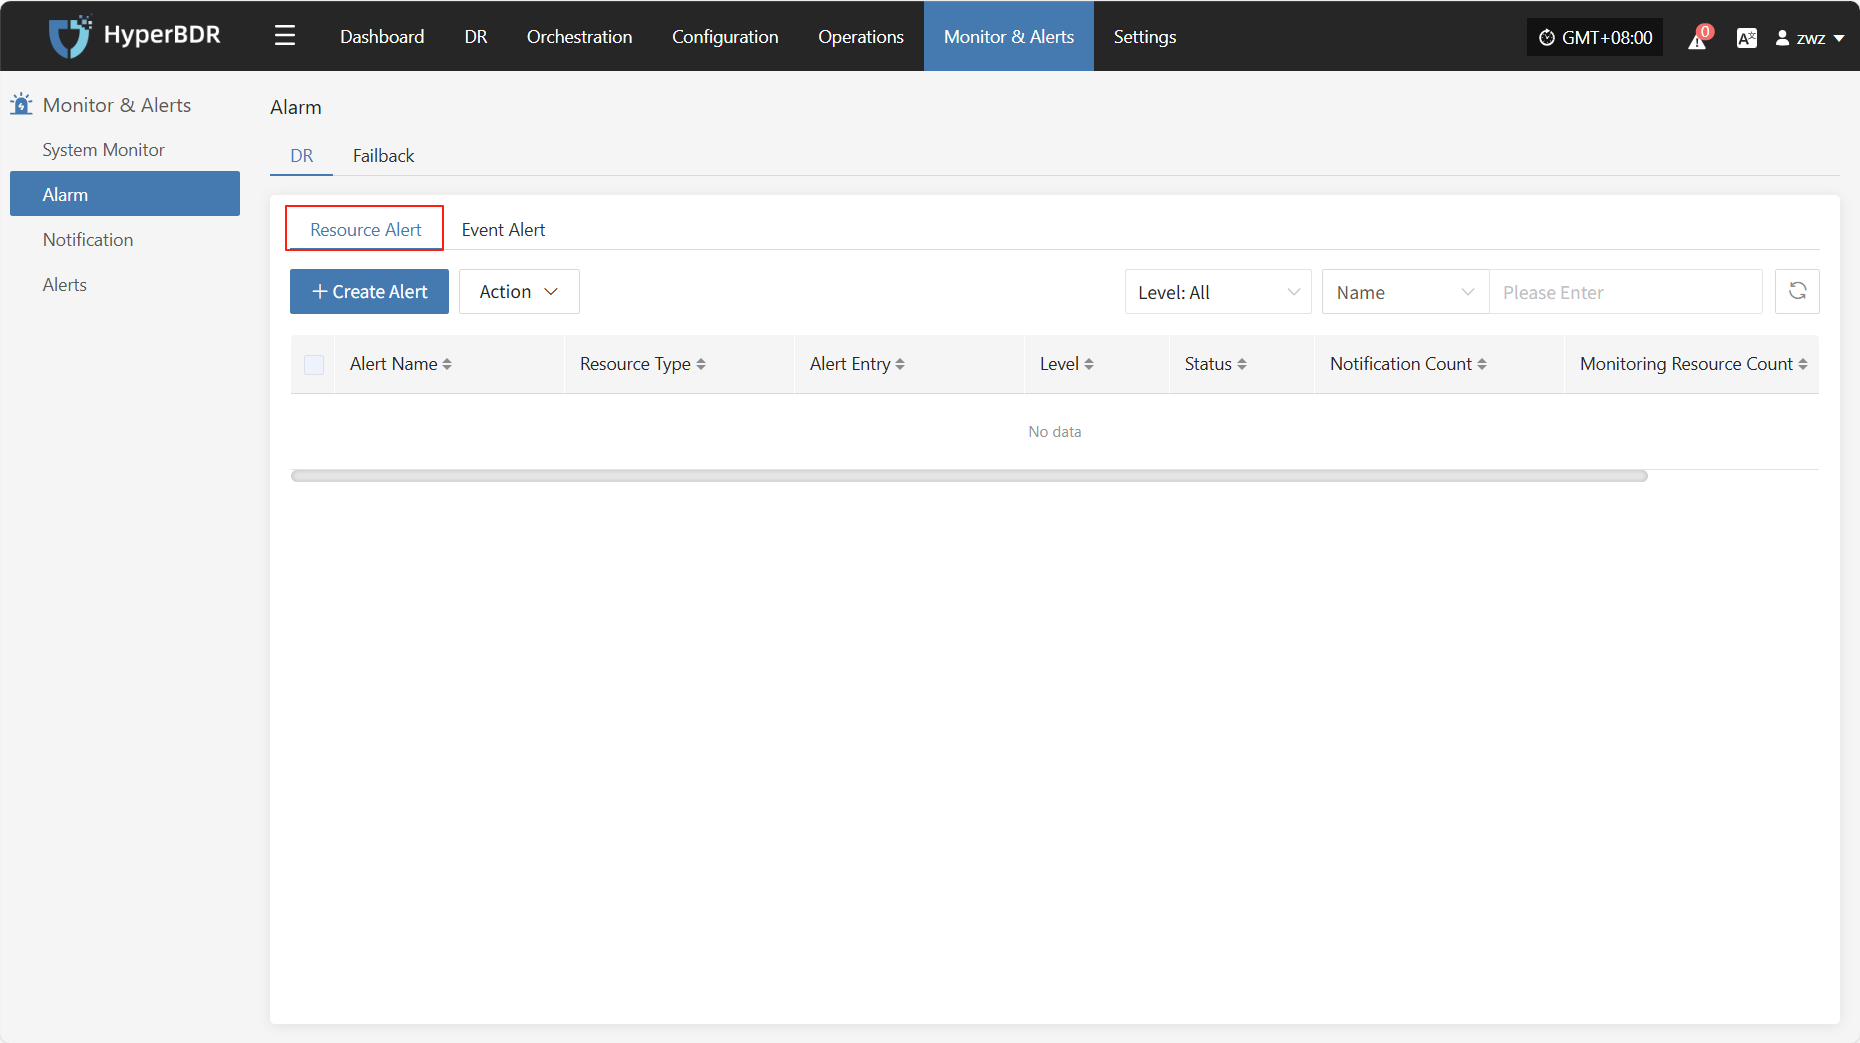 HyperBDR
Dashboard DR Orchestration Configuration Operations Monitor & Alerts Settings
GMT+08:00 0 zwz
Monitor & Alerts
System Monitor
Alarm
Notification
Alerts
Alarm
DR Failback
Resource Alert Event Alert
Create Alert Action Level: All Name Please Enter
Alert Name Resource Type Alert Entry Level Status Notification Count Monitoring Resource Count
No data